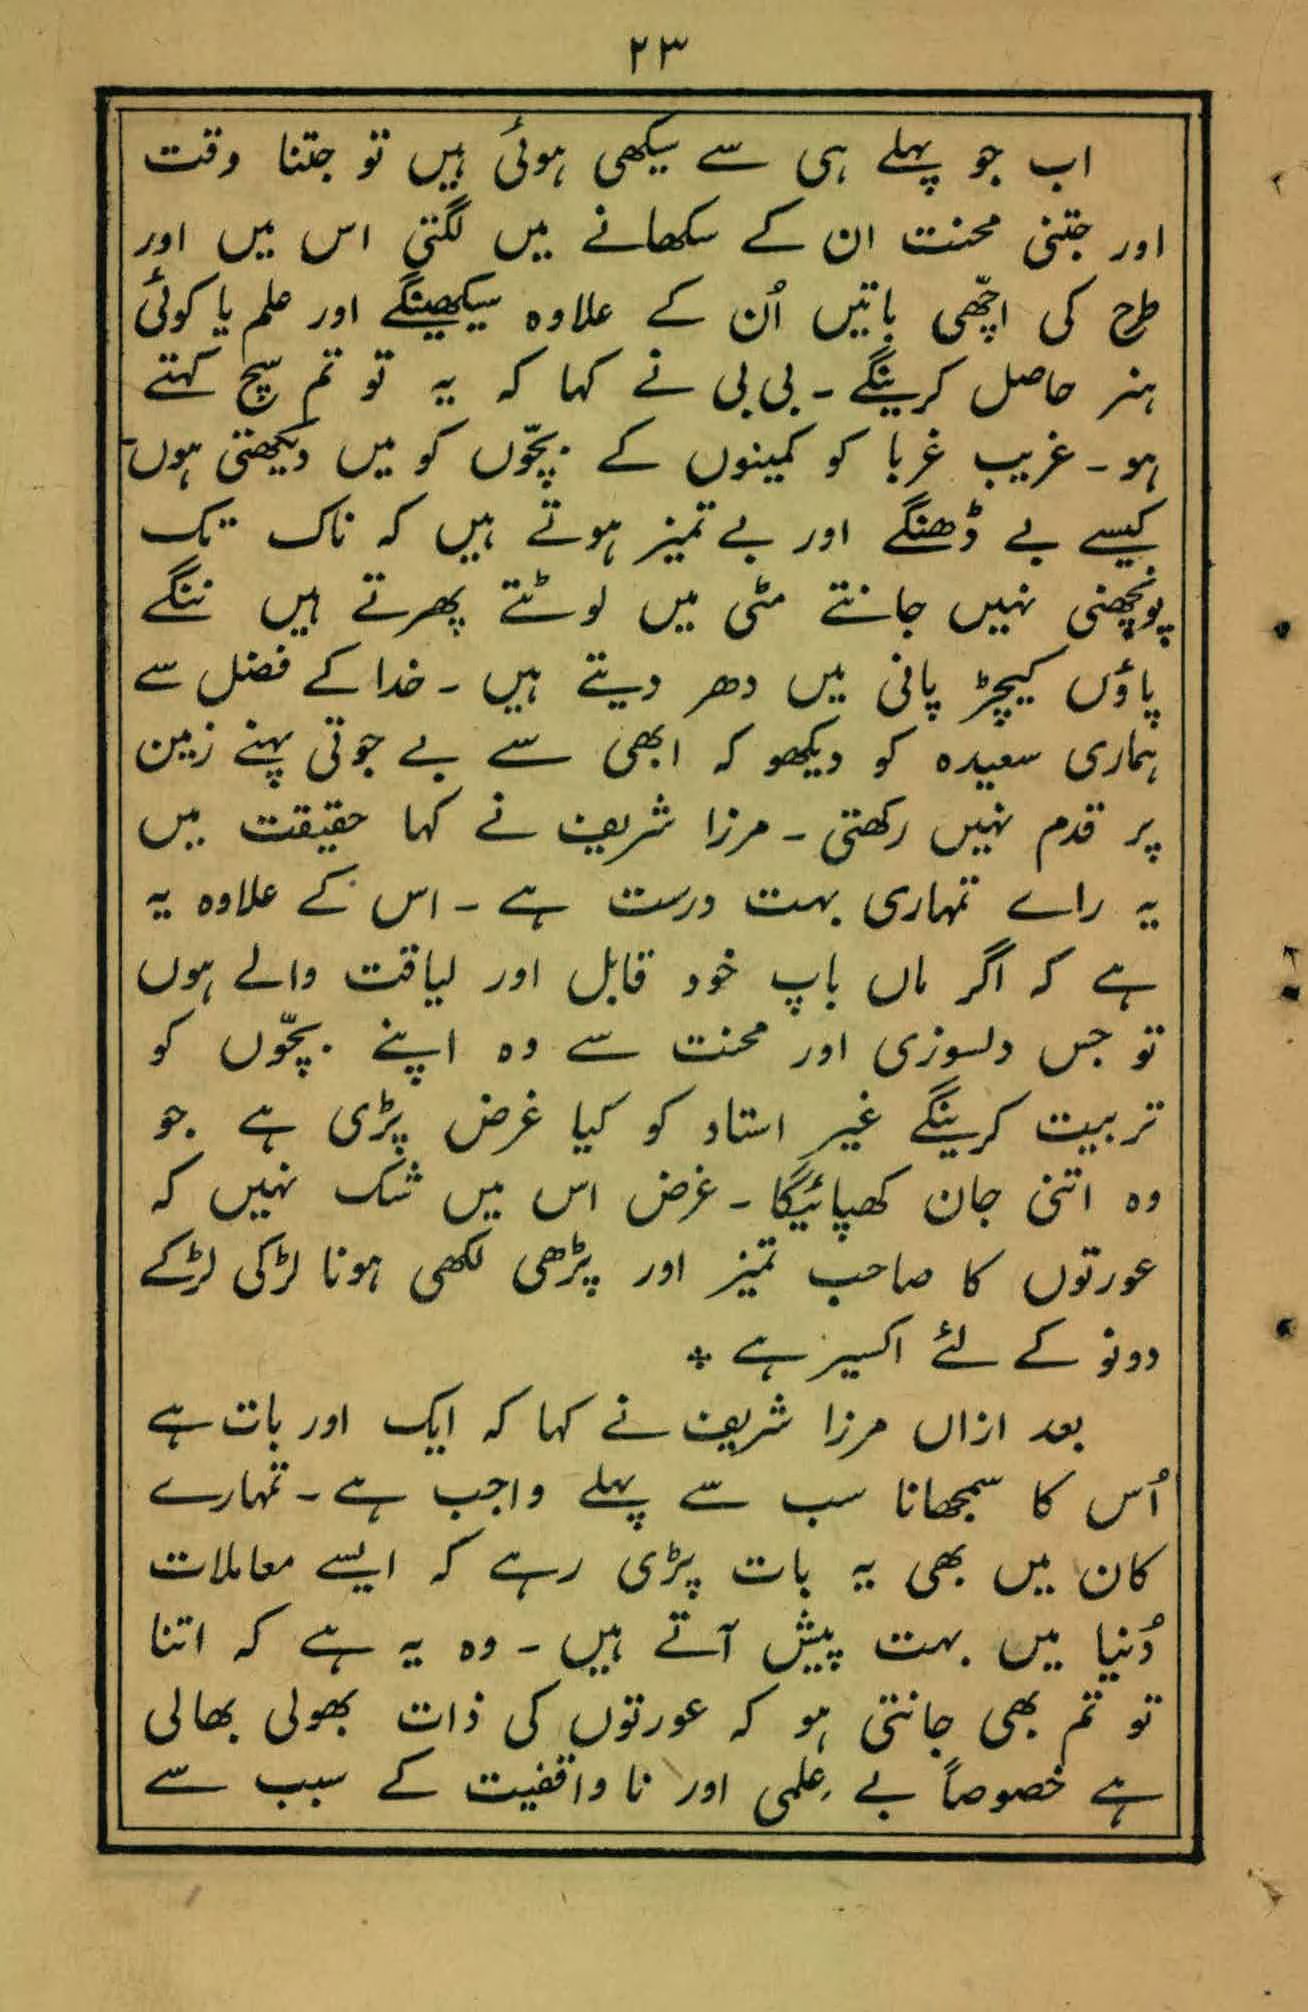 ۲۳
اب جو پہلے ہی سے سیکھی ہوئی ہیں تو جتنا وقت
اور جتنی محنت ان کے سکھانے میں لگتی اس میں اور
طرح کی اچھّی باتیں اُن کے علاوہ سیکھینگے اور علم یا کوئی
ہنر حاصل کرینگے ـ بی بی نے کہا کہ یہ تو تم سچ کہتے
ہو ـ غریب غربا کو کمینوں کے بچّوں کو میں دیکھتی ہوں ـ
کیسے بے ڈھنگے اور بے تمیز ہوتے ہیں کہ ناک تک
پونچھنی نہیں جانتے مٹی میں لوٹتے پھرتے ہیں ننگے
پاؤں کیچڑ پانی میں دھر دیتے ہیں ـ خدا کے فضل سے
ہماری سعیدہ کو دیکھو کہ ابھی سے بے جوتی پہنے زمین
پر قدم نہیں رکھتی ـ مرزا شریف نے کہا حقیقت میں
یہ راے تمہاری بہت درست ہے ـ اس کے علاوہ یہ
ہے کہ اگر ماں باپ خود قابل اور لیاقت والے ہوں
تو جس دلسوزی اور محنت سے وہ اپنے بچّوں کو
تربیت کرینگے غیر استاد کو کیا غرض پڑی ہے جو
وہ اتنی جان کھپائیگا ـ غرض اس میں شک نہیں کہ
عورتوں کا صاحب تمیز اور پڑھی لکھی ہونا لڑکی لڑکے
دونو کے لئے اکسیر ہے ٭
بعد ازاں مرزا شریف نے کہا کہ ایک اور بات ہے
اُس کا سمجھانا سب سے پہلے واجب ہے ـ تمہارے
کان میں بھی یہ بات پڑی رہے کہ ایسے معاملات
دُنیا میں بہت پیش آتے ہیں ـ وہ یہ ہے کہ اتنا
تو تم بھی جانتی ہو کہ عورتوں کی ذات بھولی بھالی
ہے خصوصاً بے عِلمی اور نا واقفیت کے سبب سے